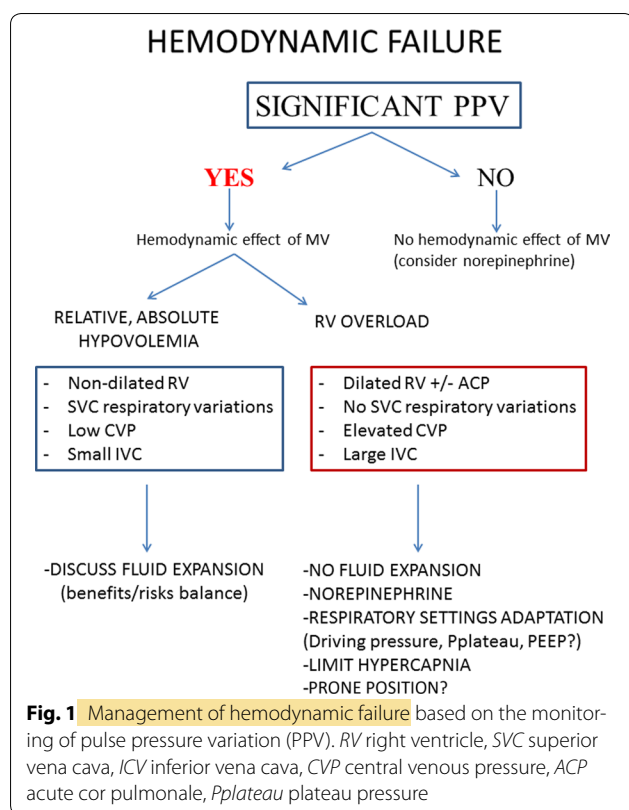 HEMODYNAMIC FAILURE
SIGNIFICANT PPV
YES
NO
Hemodynamic effect of MV
No hemodynamic effect of MV
(consider norepinephrine)
RELATIVE, ABSOLUTE
HYPOVOLEMIA
RV OVERLOAD
- Non-dilated RV
- SVC respiratory variations
- Low CVP
- Small IVC
- Dilated RV +/- ACP
- No SVC respiratory variations
- Elevated CVP
- Large IVC
-DISCUSS FLUID EXPANSION
(benefits/risks balance)
-NO FLUID EXPANSION
-NOREPINEPHRINE
-RESPIRATORY SETTINGS ADAPTATION
(Driving pressure, Pplateau, PEEP?)
-LIMIT HYPERCAPNIA
-PRONE POSITION?
Fig. 1 Management of hemodynamic failure based on the monitor-
ing of pulse pressure variation (PPV). RV right ventricle, SVC superior
vena cava, ICV inferior vena cava, CVP central venous pressure, ACP
acute cor pulmonale, Pplateau plateau pressure